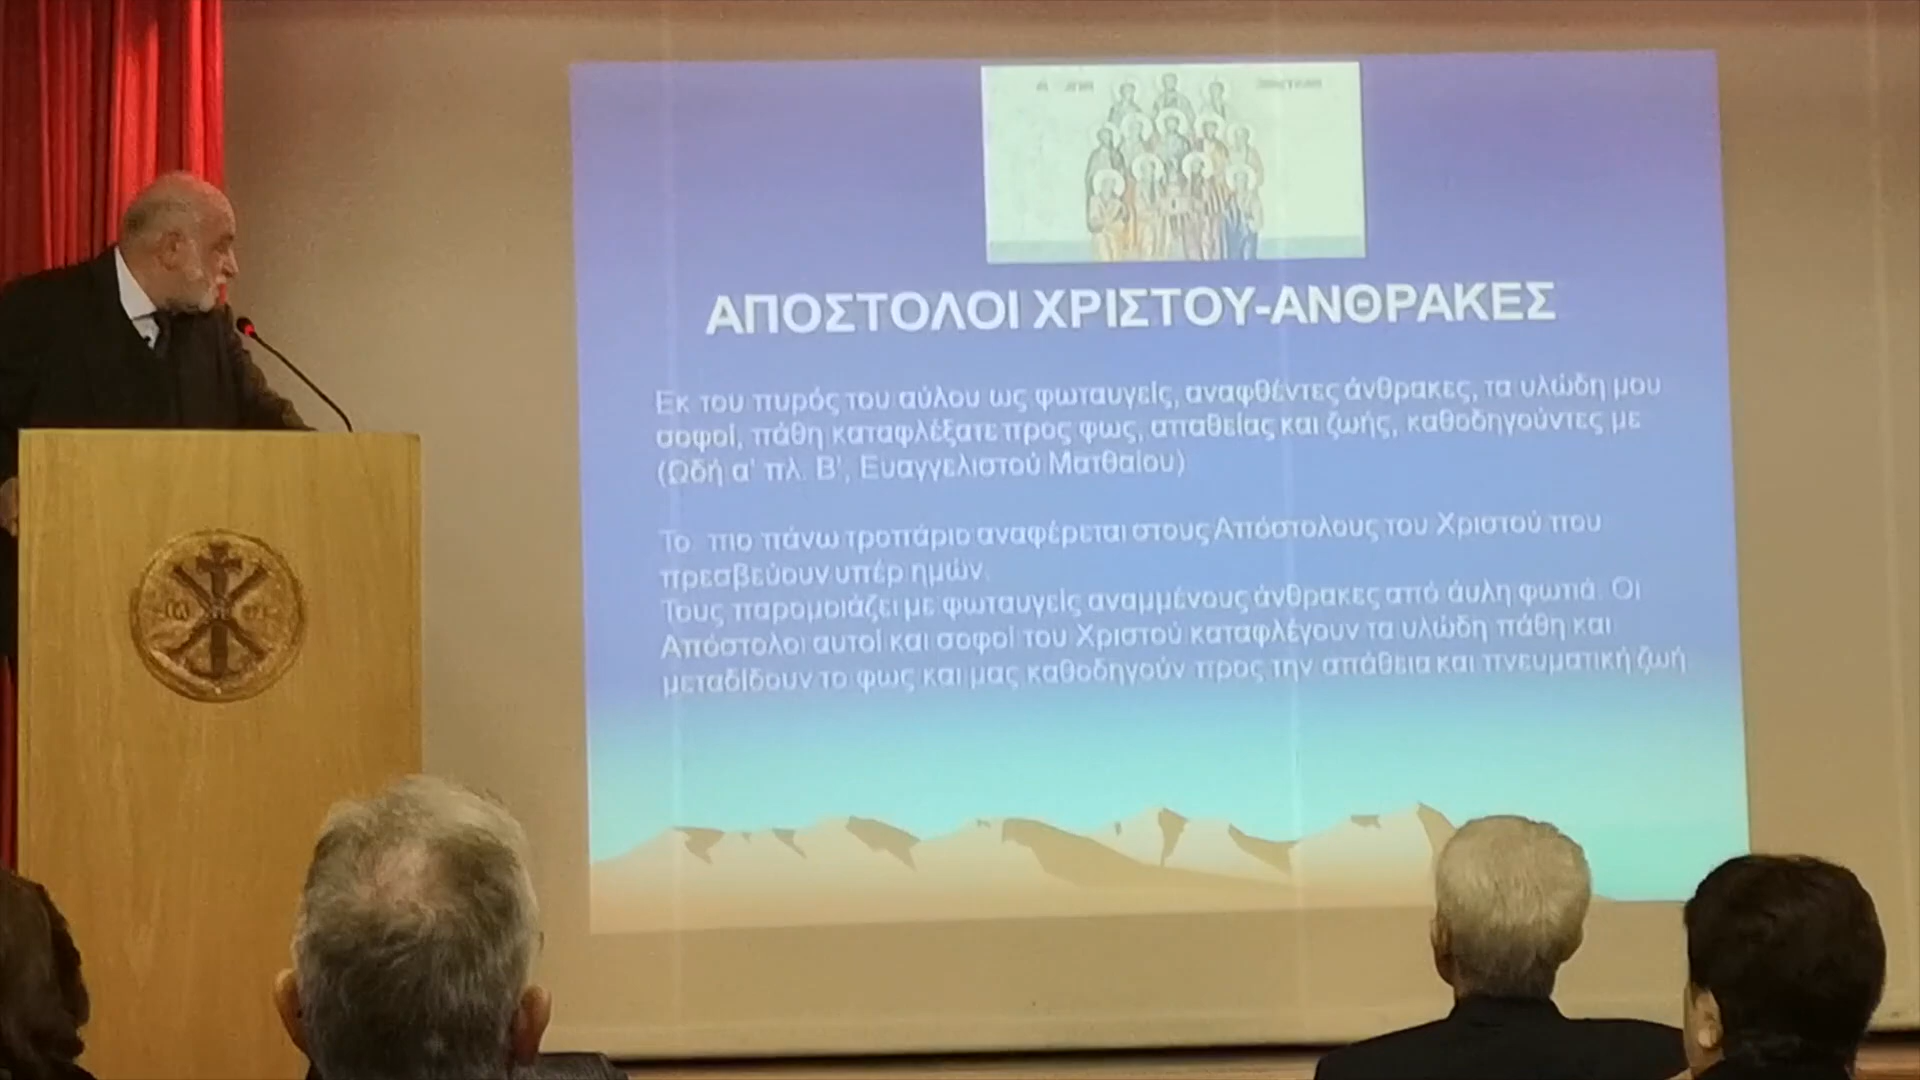 ΑΠΟΣΤΟΛΟΙ ΧΡΙΣΤΟΥ-ΑΝΘΡΑΚΕΣ
Εκ του πυρός του αύλου ως φωταυγείς, αναφθέντες άνθρακες, τα υλώδη μου
σοφοί, πάθη καταφλέξατε προς φως, απαθείας και ζωής, καθοδηγούντες με
(Ωδή α' πλ. Β', Ευαγγελιστού Ματθαίου)
Το πιο πάνω τροπάριο αναφέρεται στους Απόστολους του Χριστού που
πρεσβεύουν υπέρ ημών.
Τους παρομοιάζει με φωταυγείς αναμμένους άνθρακες από άυλη φωτιά. Οι
Απόστολοι αυτοί και σοφοί του Χριστού καταφλέγουν τα υλώδη πάθη και
μεταδίδουν το φως και μας καθοδηγούν προς την απάθεια και πνευματική ζωή